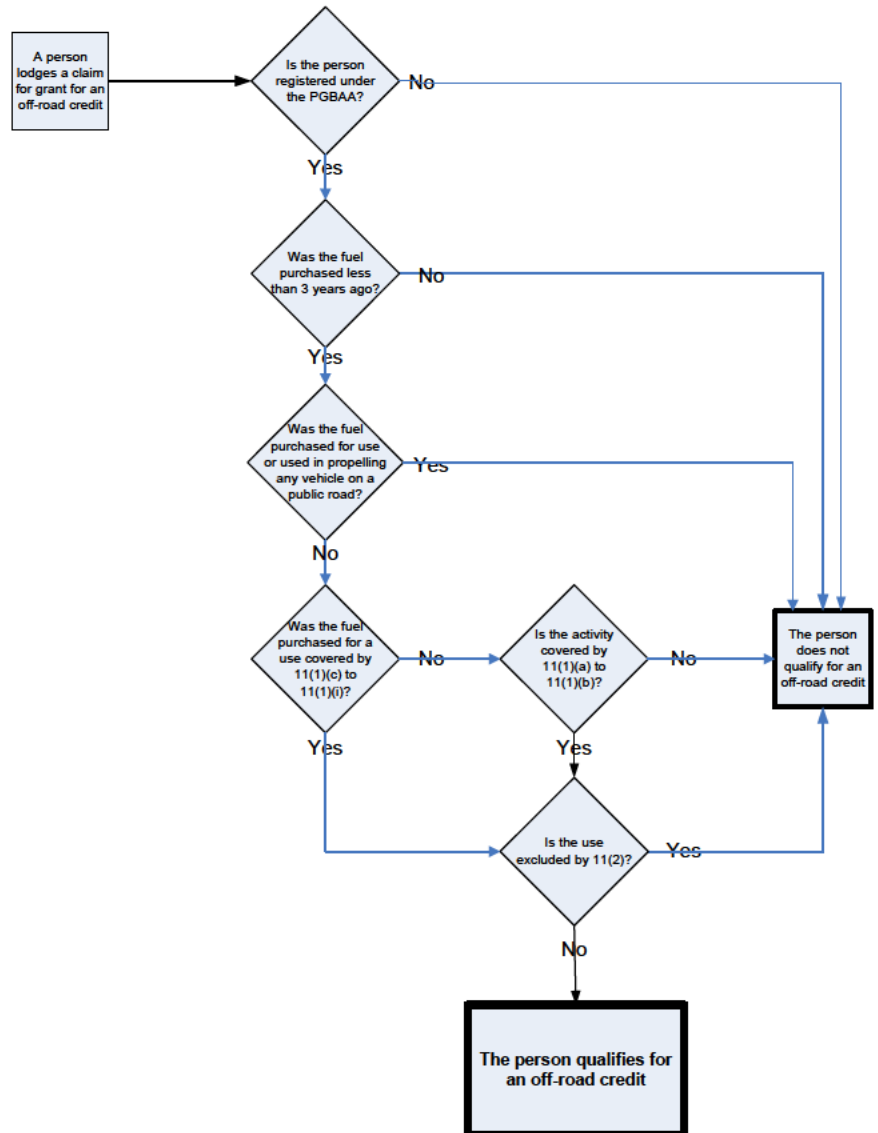 A person
lodges a claim
for grant for an
off-road credit
Is the person
registered under
the PGBAA?
No
Yes
Was the fuel
purchased less
than 3 years ago?
No
Yes
Was the fuel
purchased for use
or used in propelling
any vehicle on a
public road?
Yes
No
Was the fuel
purchased for a
use covered by
11(1)(c) to
11(1)(i)?
No
Yes
Is the activity
covered by
11(1)(a) to
11(1)(b)?
No
Yes
The person
does not
qualify for an
off-road credit
Is the use
excluded by 11(2)?
Yes
No
The person qualifies for
an off-road credit